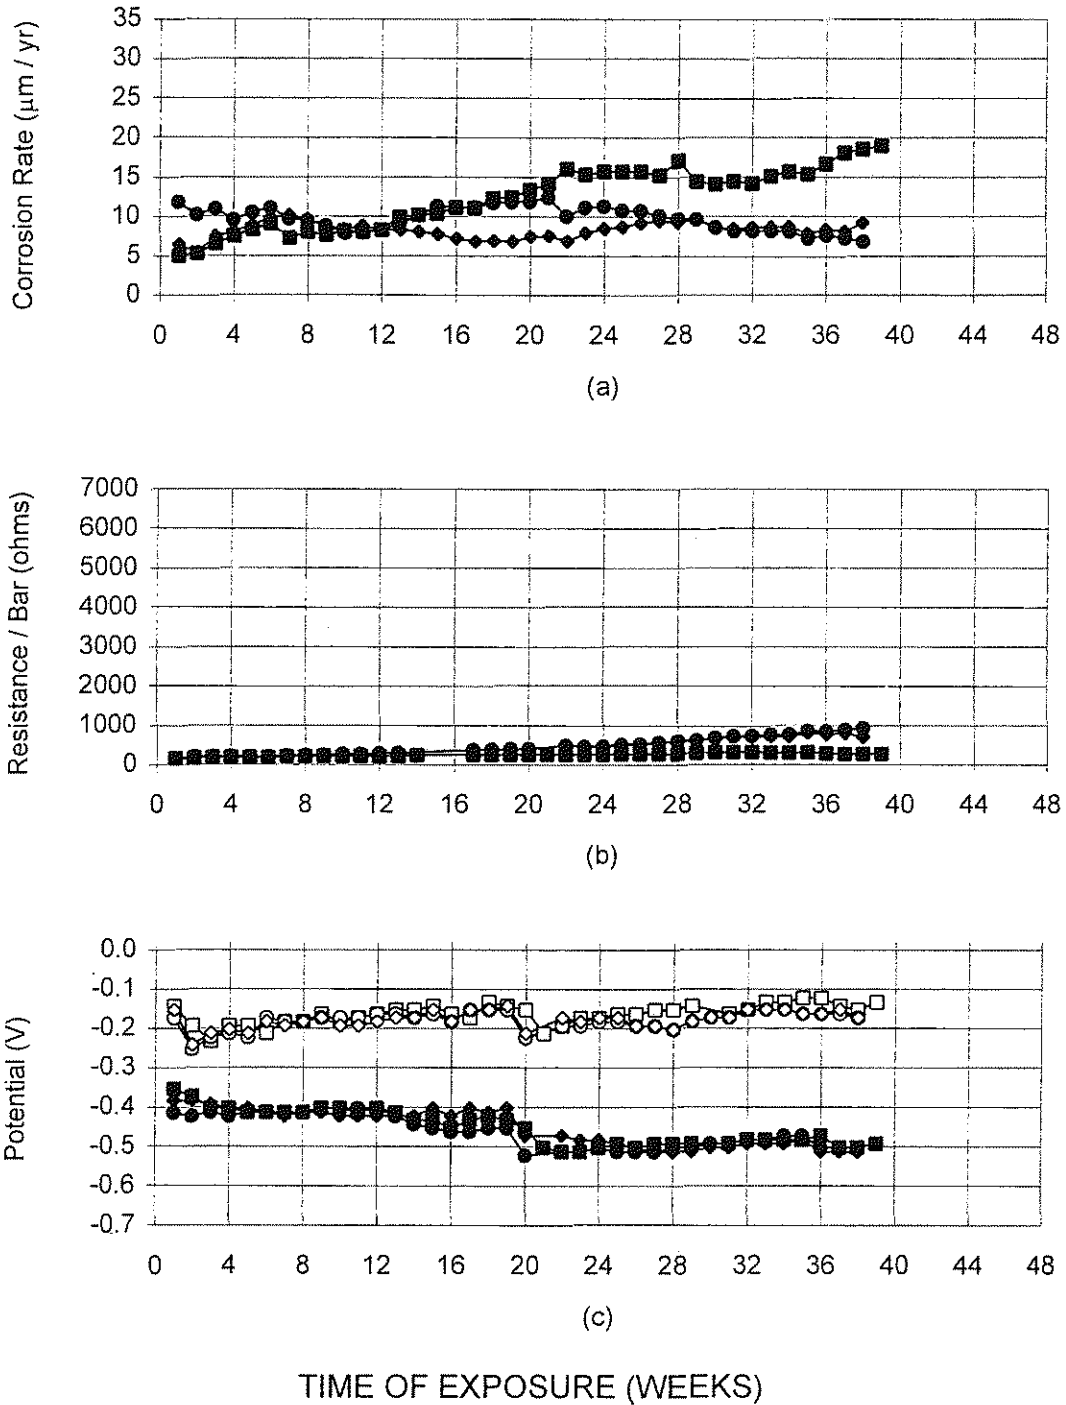 Corrosion Rate (µm / yr)
35
30
25
20
15
10
5
0
0 4 8 12 16 20 24 28 32 36 40 44 48
(a)
Resistance / Bar (ohms)
7000
6000
5000
4000
3000
2000
1000
0
0 4 8 12 16 20 24 28 32 36 40 44 48
(b)
Potential (V)
0.0
-0.1
-0.2
-0.3
-0.4
-0.5
-0.6
-0.7
0 4 8 12 16 20 24 28 32 36 40 44 48
(c)
TIME OF EXPOSURE (WEEKS)